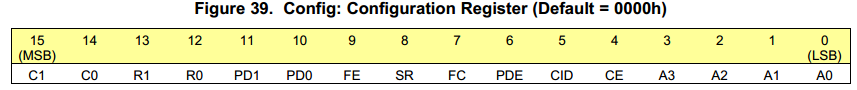 Figure 39. Config: Configuration Register (Default = 0000h)
15 14 13 12 11 10 9 8 7 6 5 4 3 2 1 0
(MSB) (LSB)
C1 C0 R1 R0 PD1 PD0 FE SR FC PDE CID CE A3 A2 A1 A0